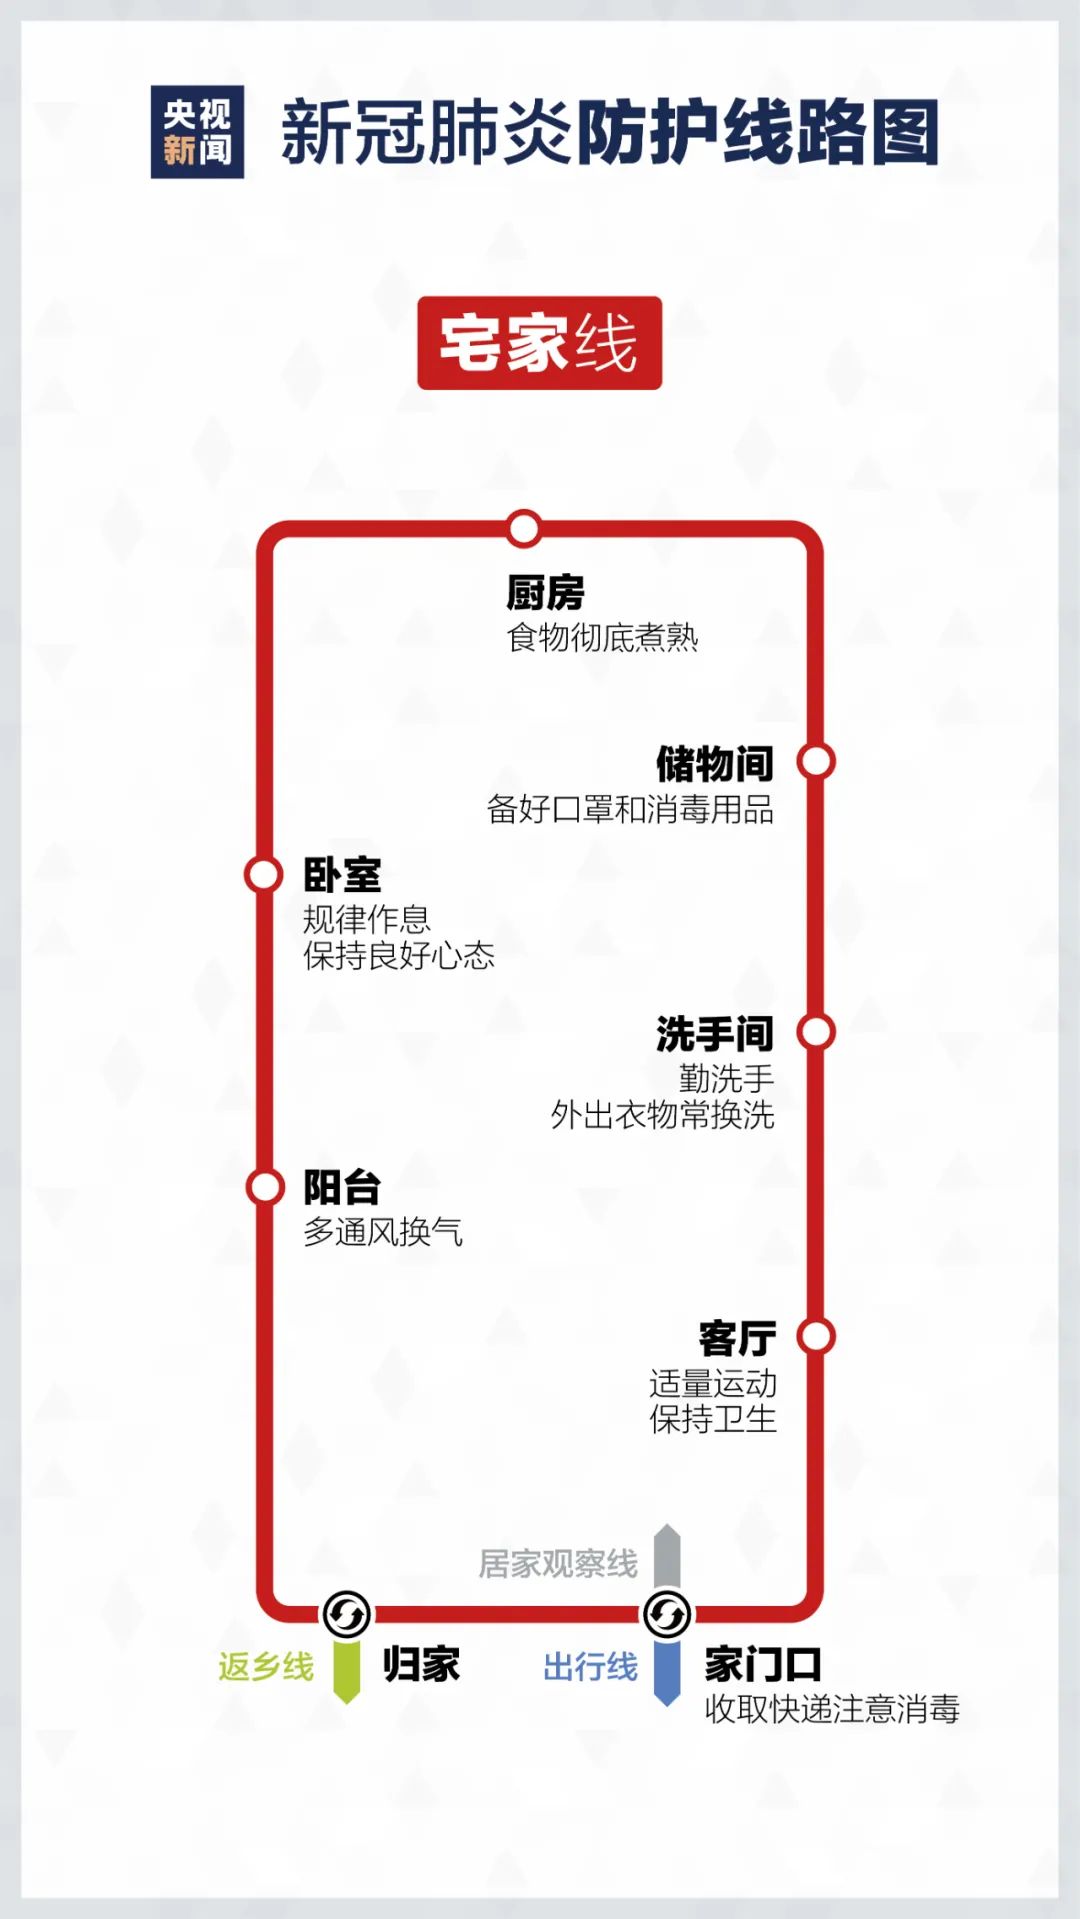 央视
新闻
新冠肺炎防护线路图
宅家线
厨房
食物彻底煮熟
储物间
备好口罩和消毒用品
卧室
规律作息
保持良好心态
洗手间
勤洗手
外出衣物常换洗
阳台
多通风换气
客厅
适量运动
保持卫生
居家观察线
返乡线
归家
出行线
家门口
收取快递注意消毒